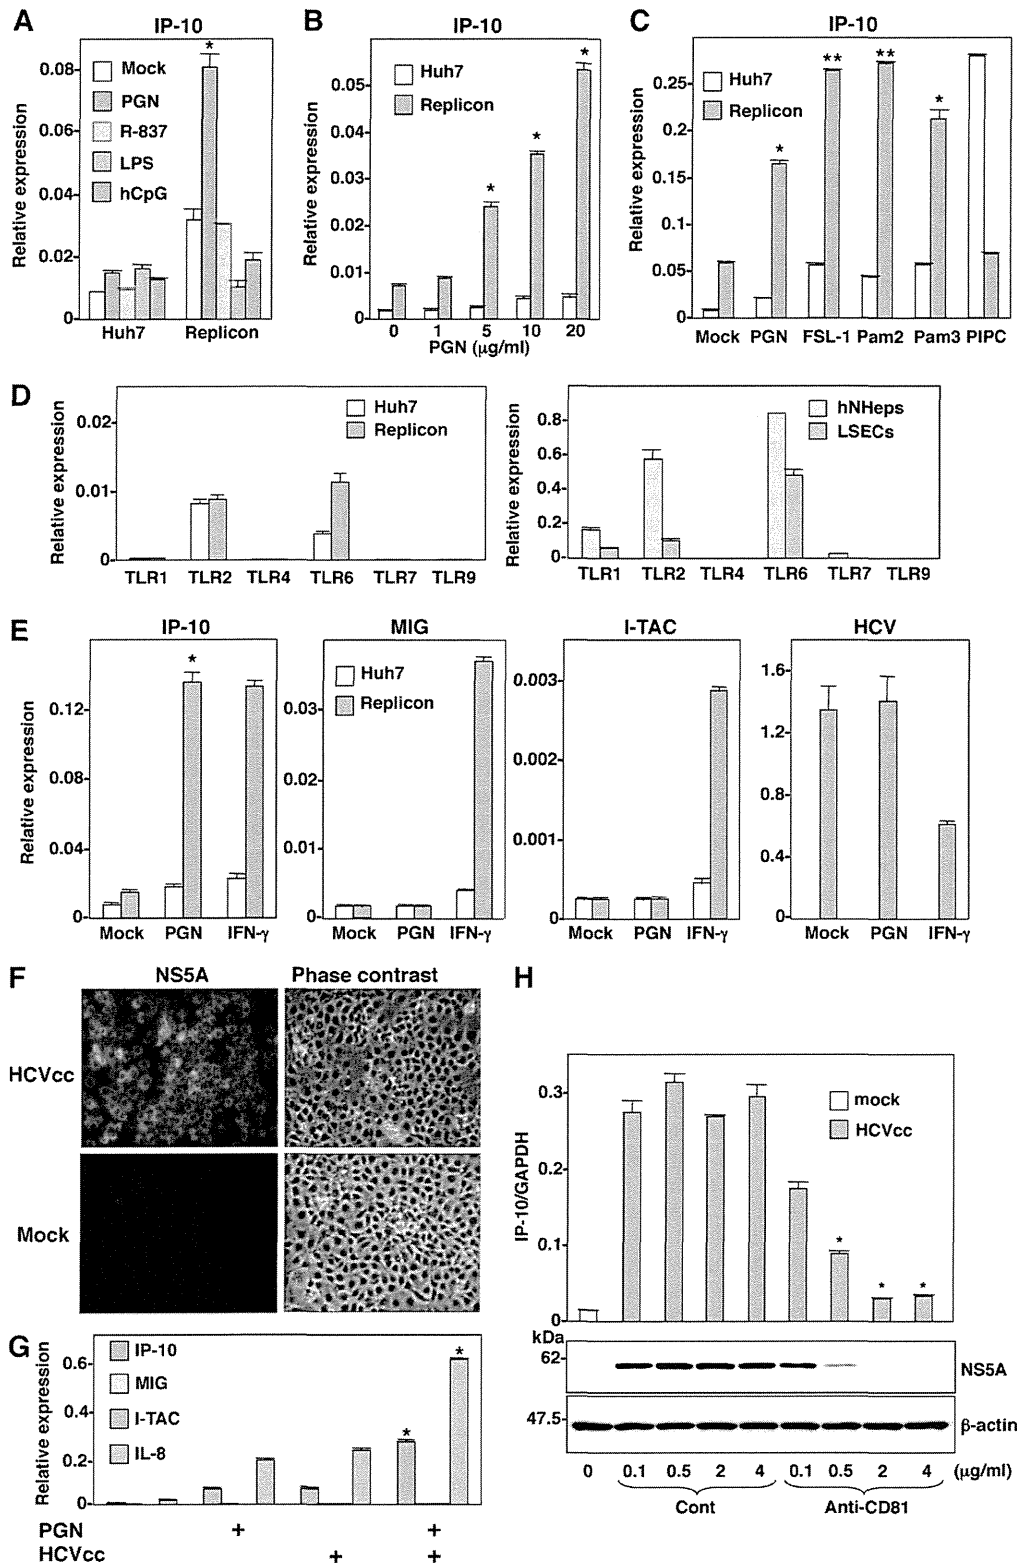 A
IP-10
Relative expression
0.08
0.06
0.04
0.02
0
Mock
PGN
R-837
LPS
hCpG
*
Huh7 Replicon
B
IP-10
Relative expression
0.05
0.04
0.03
0.02
0.01
0
Huh7
Replicon
*
*
*
0 1 5 10 20
PGN (μg/ml)
C
IP-10
Relative expression
0.25
0.2
0.15
0.1
0.05
0
Huh7
Replicon
*
**
**
*
Mock PGN FSL-1 Pam2 Pam3 PIPC
D
Relative expression
0.02
0.01
0
Huh7
Replicon
TLR1 TLR2 TLR4 TLR6 TLR7 TLR9
Relative expression
0.8
0.6
0.4
0.2
0
hNHeps
LSECs
TLR1 TLR2 TLR4 TLR6 TLR7 TLR9
E
IP-10
Relative expression
0.12
0.08
0.04
0
*
Mock PGN IFN-γ
MIG
0.03
0.02
0.01
0
Huh7
Replicon
Mock PGN IFN-γ
I-TAC
0.003
0.002
0.001
0
Mock PGN IFN-γ
HCV
1.6
1.2
0.8
0.4
0
Mock PGN IFN-γ
F
NS5A Phase contrast
HCVcc
Mock
G
Relative expression
0.6
0.4
0.2
0
IP-10
MIG
I-TAC
IL-8
*
*
PGN + +
HCVcc + +
H
IP-10/GAPDH
0.3
0.2
0.1
0
mock
HCVcc
*
*
*
kDa
62
NS5A
47.5
β-actin
0 0.1 0.5 2 4 0.1 0.5 2 4 (μg/ml)
Cont Anti-CD81